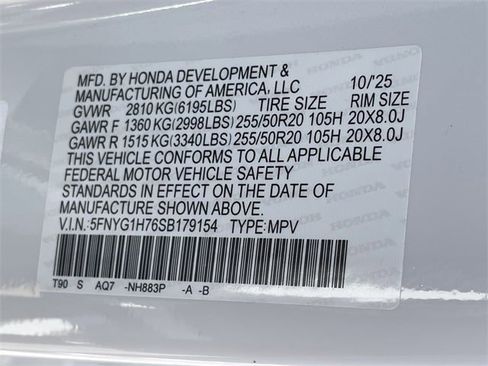 MFD. BY HONDA DEVELOPMENT &
MANUFACTURING OF AMERICA, LLC 10/'25
GVWR 2810 KG(6195LBS) TIRE SIZE RIM SIZE
GAWR F 1360 KG(2998LBS) 255/50R20 105H 20X8.0J
GAWR R 1515 KG(3340LBS) 255/50R20 105H 20X8.0J
THIS VEHICLE CONFORMS TO ALL APPLICABLE
FEDERAL MOTOR VEHICLE SAFETY
STANDARDS IN EFFECT ON THE DATE OF
MANUFACTURE SHOWN ABOVE.
V.I.N: 5FNYG1H76SB179154 TYPE: MPV
T90 S AQ7 -NH883P -A -B